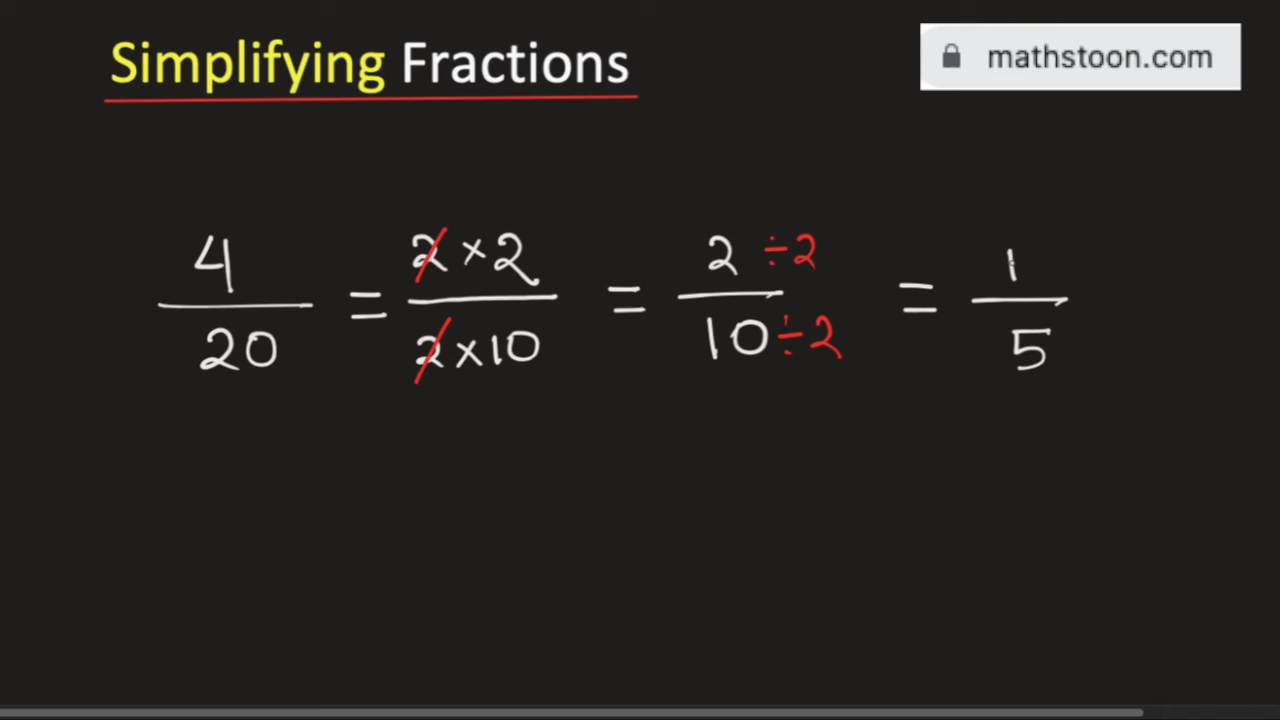 Simplifying Fractions
mathstoon.com
4/20 = 2×2/2×10 = 2÷2/10÷2 = 1/5